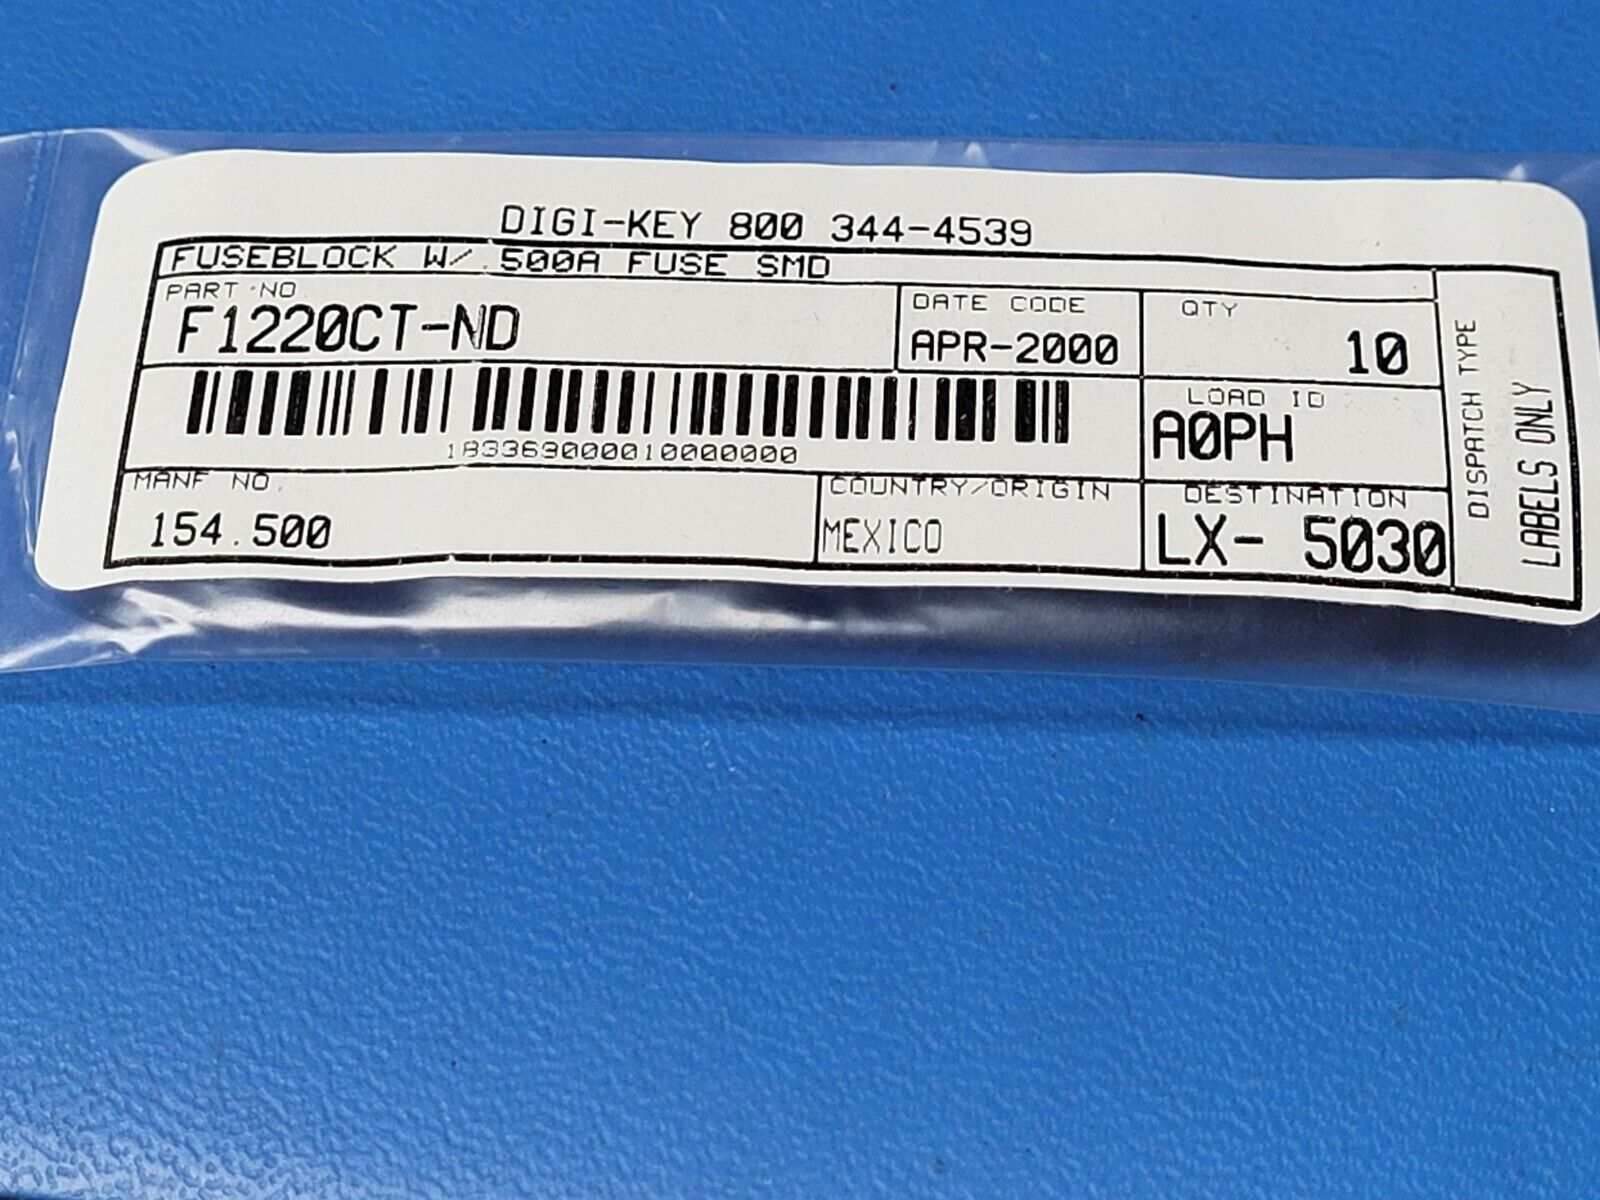 DIGI-KEY 800 344-4539
FUSEBLOCK W/ .500A FUSE SMD
PART NO
F1220CT-ND
DATE CODE
APR-2000
QTY
10
183369000010000000
LOAD ID
A0PH
MANF NO.
154.500
COUNTRY/ORIGIN
MEXICO
DESTINATION
LX- 5030
DISPATCH TYPE
LABELS ONLY